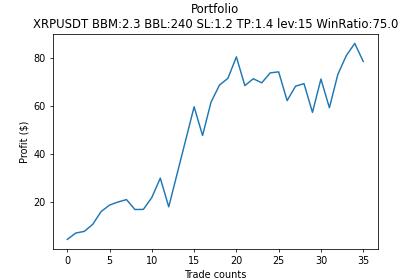 Portfolio
XRPUSDT BBM:2.3 BBL:240 SL:1.2 TP:1.4 lev:15 WinRatio:75.0
80
60
40
20
Profit ($)
0 5 10 15 20 25 30 35
Trade counts